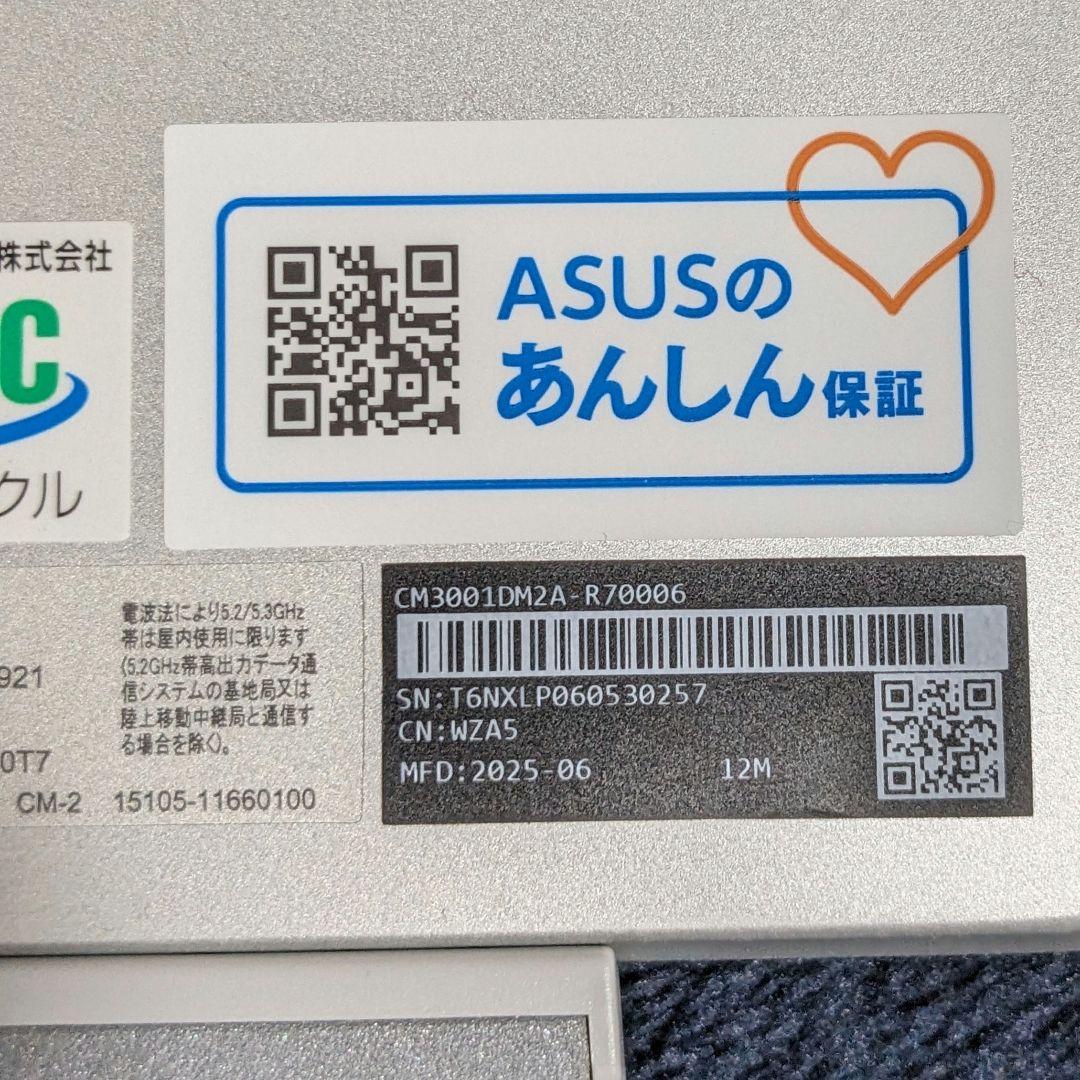 株式会社
C
クル
ASUSの
あんしん保証
電波法により5.2/5.3GHz
帯は屋内使用に限ります
(5.2GHz帯高出力データ通
信システムの基地局又は
陸上移動中継局と通信す
る場合を除く)。
921
0T7
CM-2 15105-11660100
CM3001DM2A-R70006
SN:T6NXLP060530257
CN:WZA5
MFD:2025-06 12M